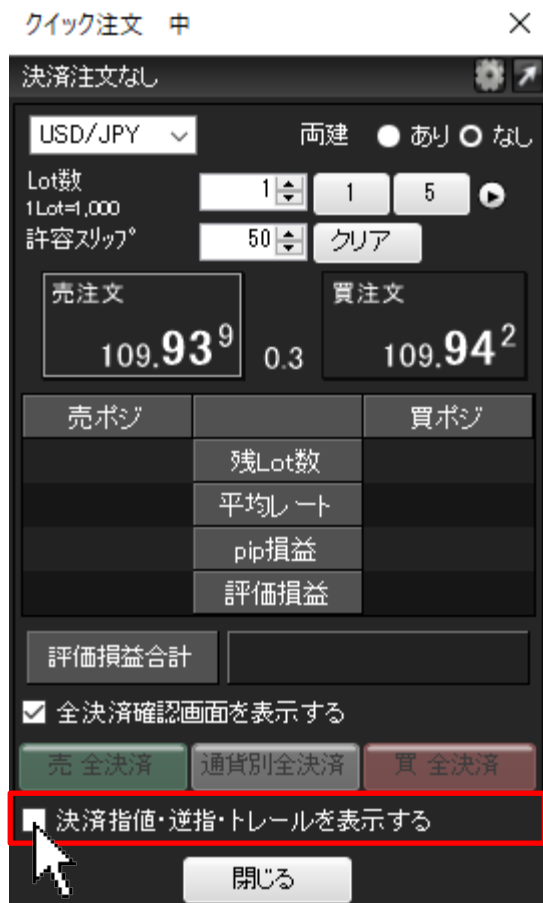 クイック注文 中
決済注文なし
USD/JPY 両建 あり なし
Lot数 1 1 5
1Lot=1,000
許容スリップ 50 クリア
売注文 買注文
109.939 0.3 109.942
売ポジ 買ポジ
残Lot数
平均レート
pip損益
評価損益
評価損益合計
全決済確認画面を表示する
売 全決済 通貨別全決済 買 全決済
決済指値・逆指・トレールを表示する
閉じる